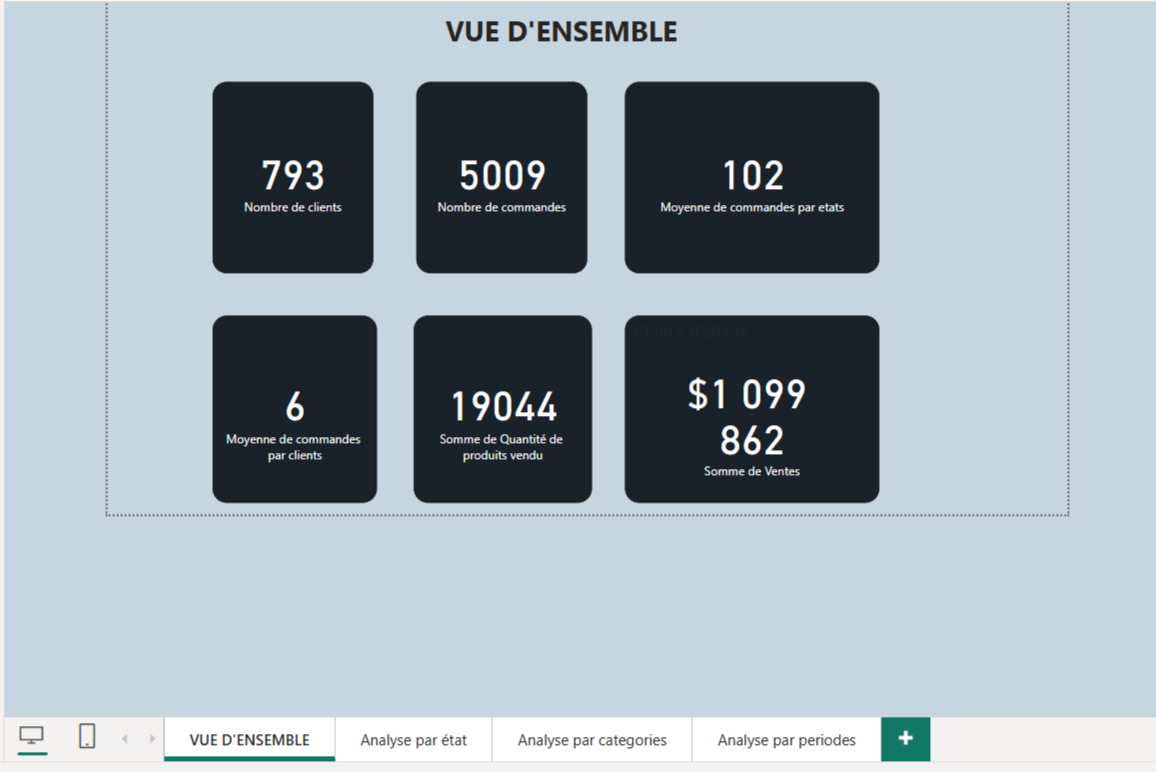 VUE D'ENSEMBLE
793
Nombre de clients
5009
Nombre de commandes
102
Moyenne de commandes par etats
6
Moyenne de commandes
par clients
19044
Somme de Quantité de
produits vendu
Chiffre d'affaire
$1 099
862
Somme de Ventes
VUE D'ENSEMBLE
Analyse par état
Analyse par categories
Analyse par periodes